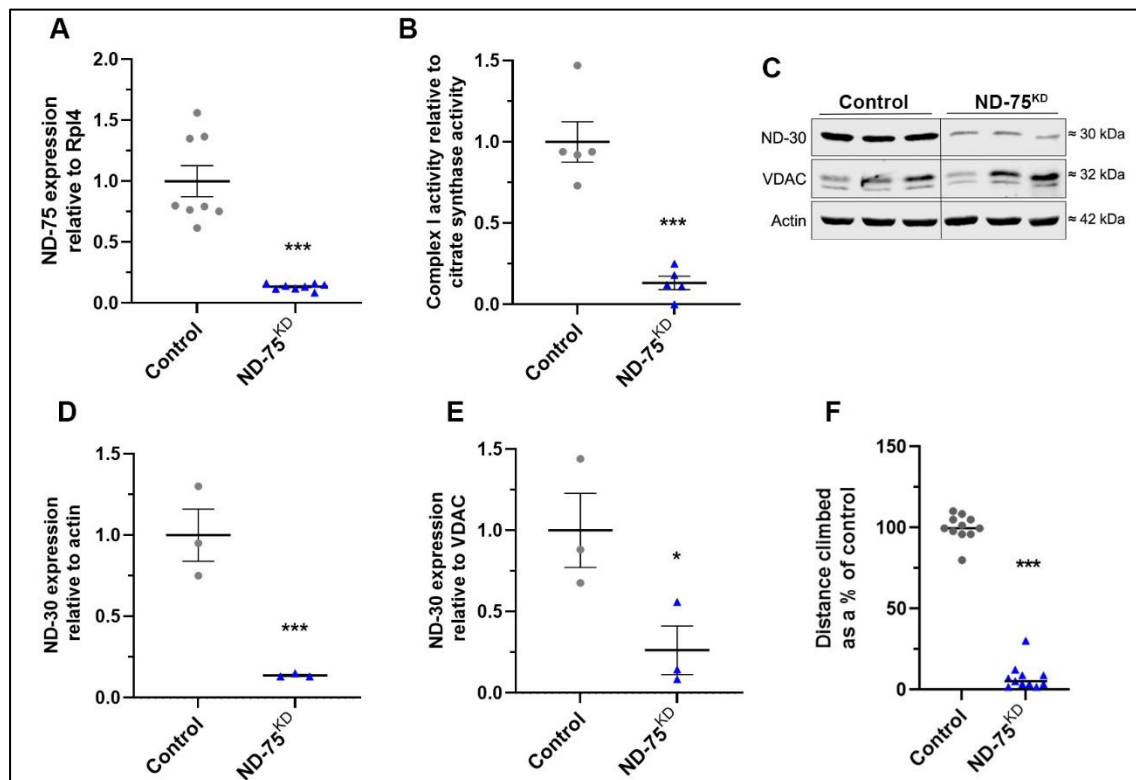 A
ND-75 expression
relative to Rpl4
2.0
1.5
1.0
0.5
0.0
***
Control
ND-75KD
B
Complex I activity relative to
citrate synthase activity
1.5
1.0
0.5
0.0
***
Control
ND-75KD
C
Control ND-75KD
ND-30 ≈ 30 kDa
VDAC ≈ 32 kDa
Actin ≈ 42 kDa
D
ND-30 expression
relative to actin
1.5
1.0
0.5
0.0
***
Control
ND-75KD
E
ND-30 expression
relative to VDAC
1.5
1.0
0.5
0.0
*
Control
ND-75KD
F
Distance climbed
as a % of control
150
100
50
0
***
Control
ND-75KD